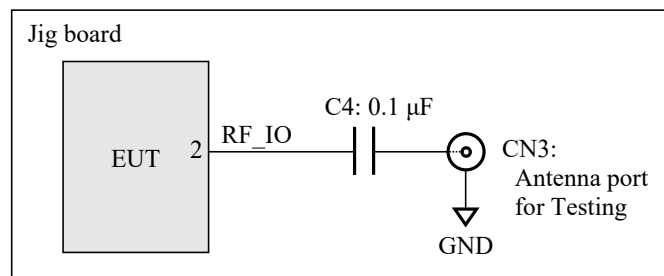 Jig board
C4: 0.1 μF
EUT
2
RF_IO
CN3:
Antenna port
for Testing
GND